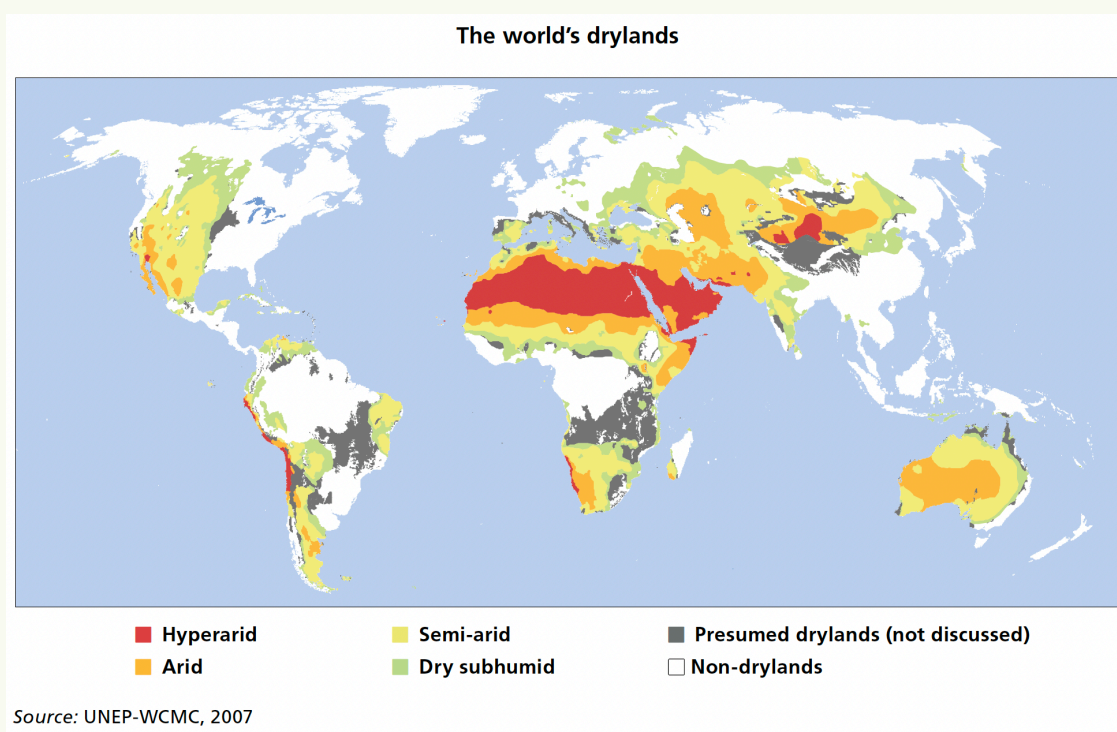 The world's drylands
Hyperarid
Semi-arid
Presumed drylands (not discussed)
Arid
Dry subhumid
Non-drylands
Source: UNEP-WCMC, 2007